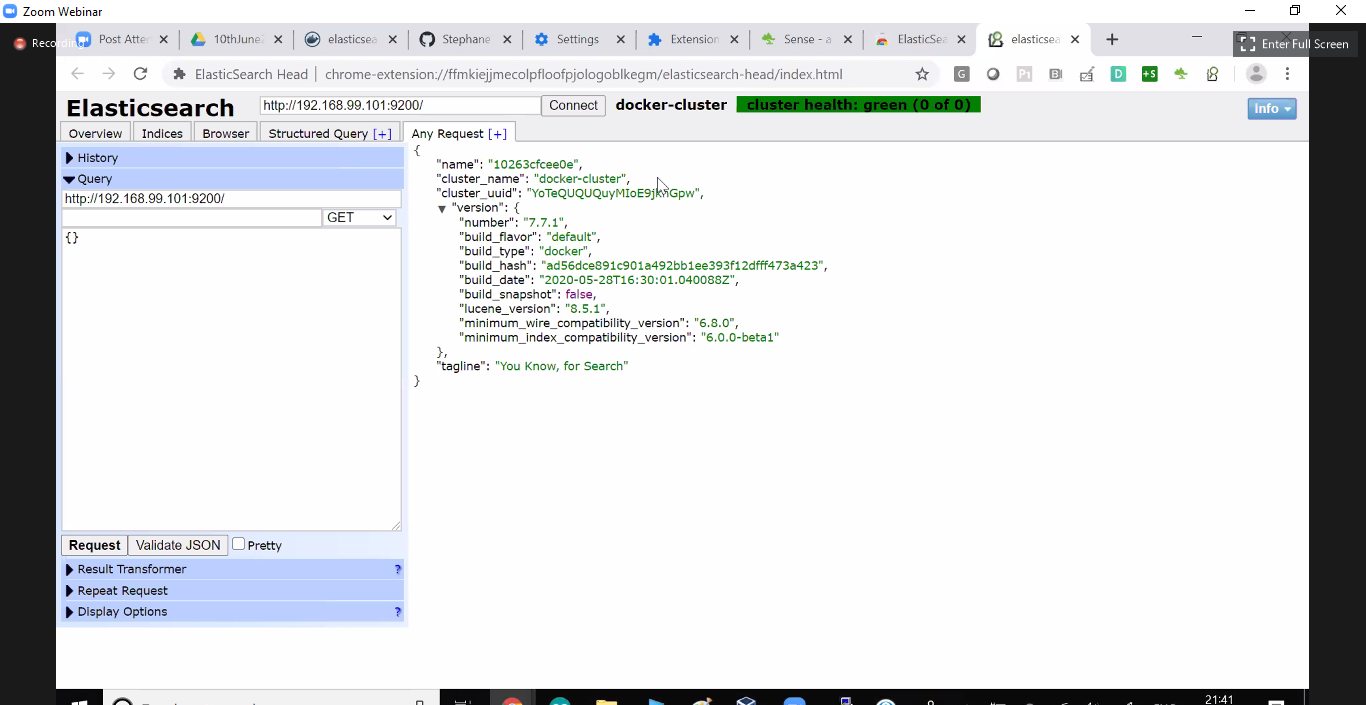 Zoom Webinar
Recording
Post Atten
10thJune2
elasticsea
Stephane
Settings
Extension
Sense - a
ElasticSea
elasticsea
Enter Full Screen
ElasticSearch Head | chrome-extension://ffmkiejjmecolpfloofpjologoblkegm/elasticsearch-head/index.html
Elasticsearch http://192.168.99.101:9200/ Connect docker-cluster cluster health: green (0 of 0) Info
Overview Indices Browser Structured Query [+] Any Request [+]
History
Query
http://192.168.99.101:9200/
GET
{}
Request Validate JSON Pretty
Result Transformer ?
Repeat Request
Display Options ?
{
"name": "10263cfcee0e",
"cluster_name": "docker-cluster",
"cluster_uuid": "YoTeQUQUQuyMIoE9jKnGpw",
"version": {
"number": "7.7.1",
"build_flavor": "default",
"build_type": "docker",
"build_hash": "ad56dce891c901a492bb1ee393f12dfff473a423",
"build_date": "2020-05-28T16:30:01.040088Z",
"build_snapshot": false,
"lucene_version": "8.5.1",
"minimum_wire_compatibility_version": "6.8.0",
"minimum_index_compatibility_version": "6.0.0-beta1"
},
"tagline": "You Know, for Search"
}
21:41